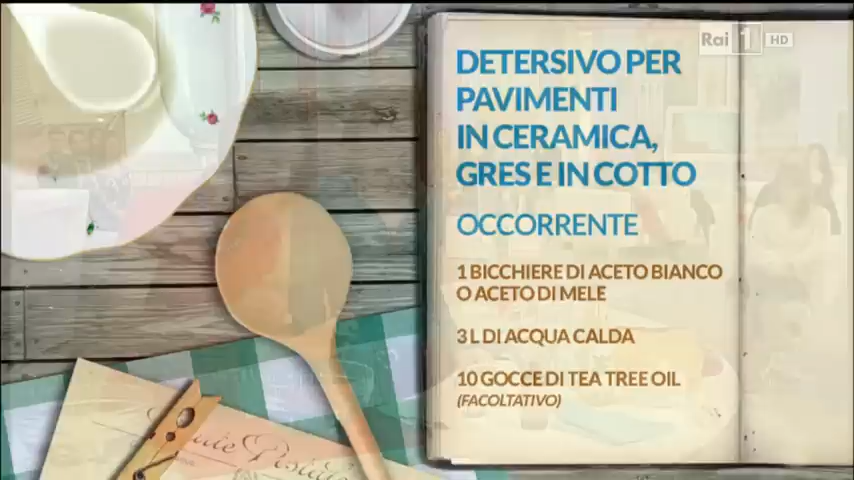 Rai 1 HD
DETERSIVO PER
PAVIMENTI
IN CERAMICA,
GRES E IN COTTO
OCCORRENTE
1 BICCHIERE DI ACETO BIANCO
O ACETO DI MELE
3 L DI ACQUA CALDA
10 GOCCE DI TEA TREE OIL
(FACOLTATIVO)